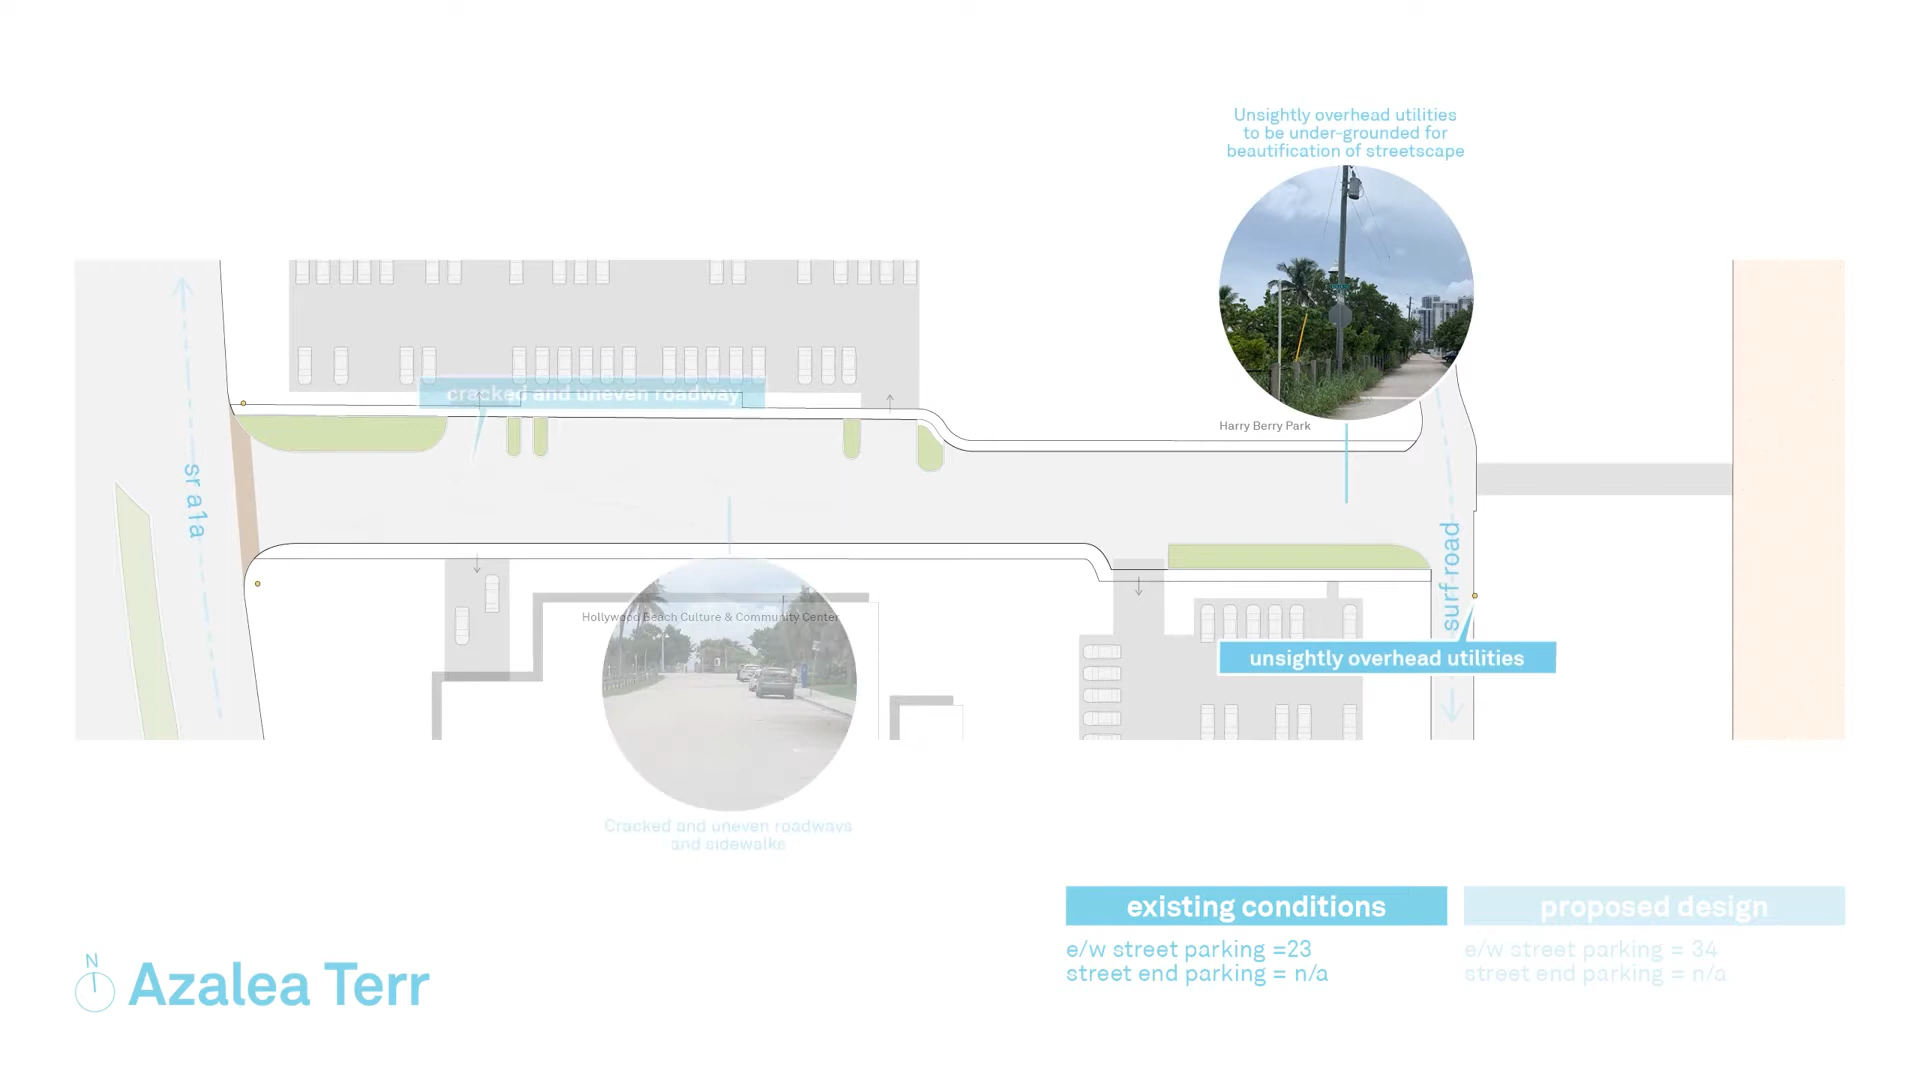 Unsightly overhead utilities
to be under-grounded for
beautification of streetscape
cracked and uneven roadway
Harry Berry Park
sr a1a
surf road
Hollywood Beach Culture & Community Center
unsightly overhead utilities
Cracked and uneven roadways
and sidewalks
existing conditions
e/w street parking =23
street end parking = n/a
proposed design
e/w street parking = 34
street end parking = n/a
N
Azalea Terr